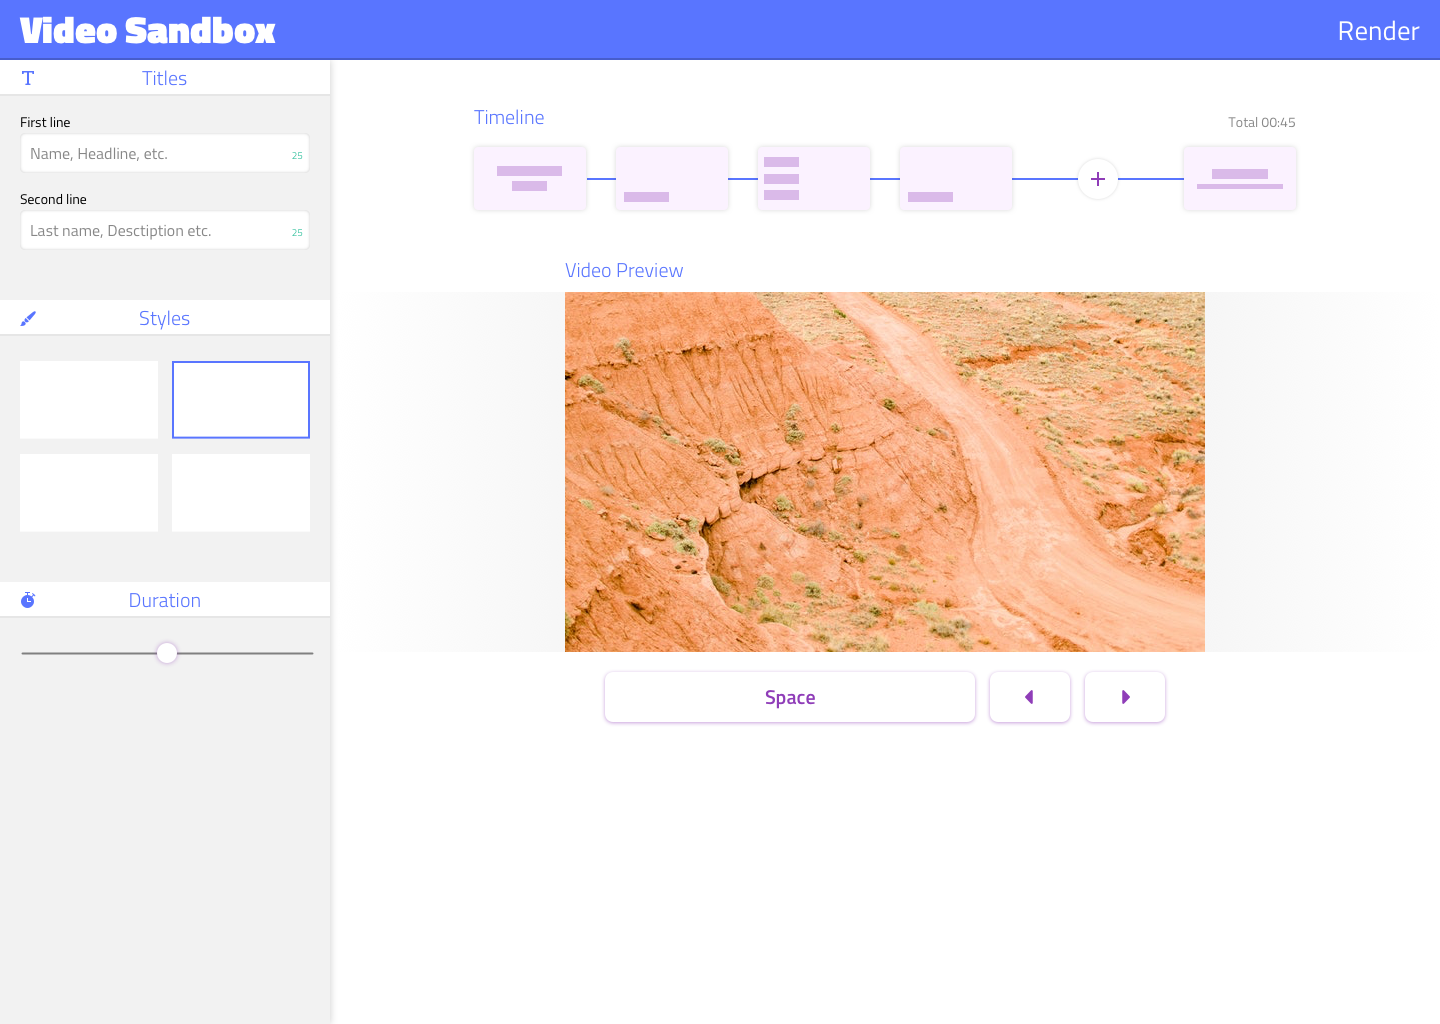 Video Sandbox
Render
T
Titles
First line
Name, Headline, etc.
25
Second line
Last name, Desctiption etc.
25
Styles
Duration
Timeline
Total 00:45
Video Preview
Space